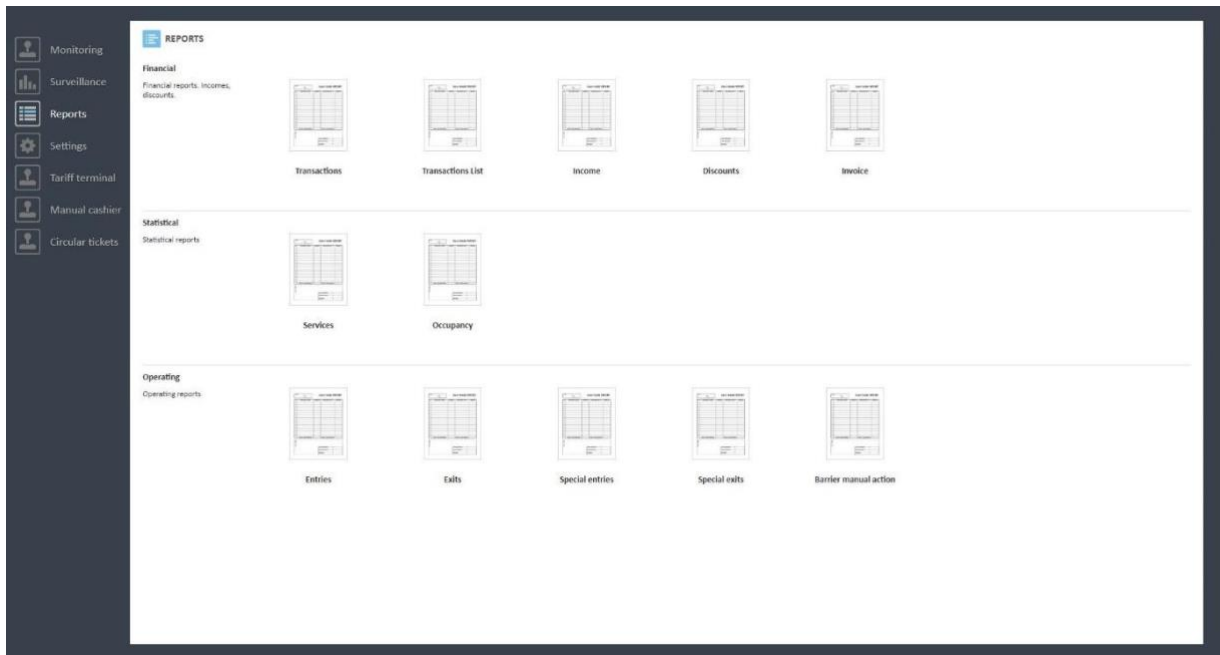 Monitoring
Surveillance
Reports
Settings
Tariff terminal
Manual cashier
Circular tickets
REPORTS
Financial
Financial reports. Incomes,
discounts.
Transactions
Transactions List
Income
Discounts
Invoice
Statistical
Statistical reports
Services
Occupancy
Operating
Operating reports
Entries
Exits
Special entries
Special exits
Barrier manual action